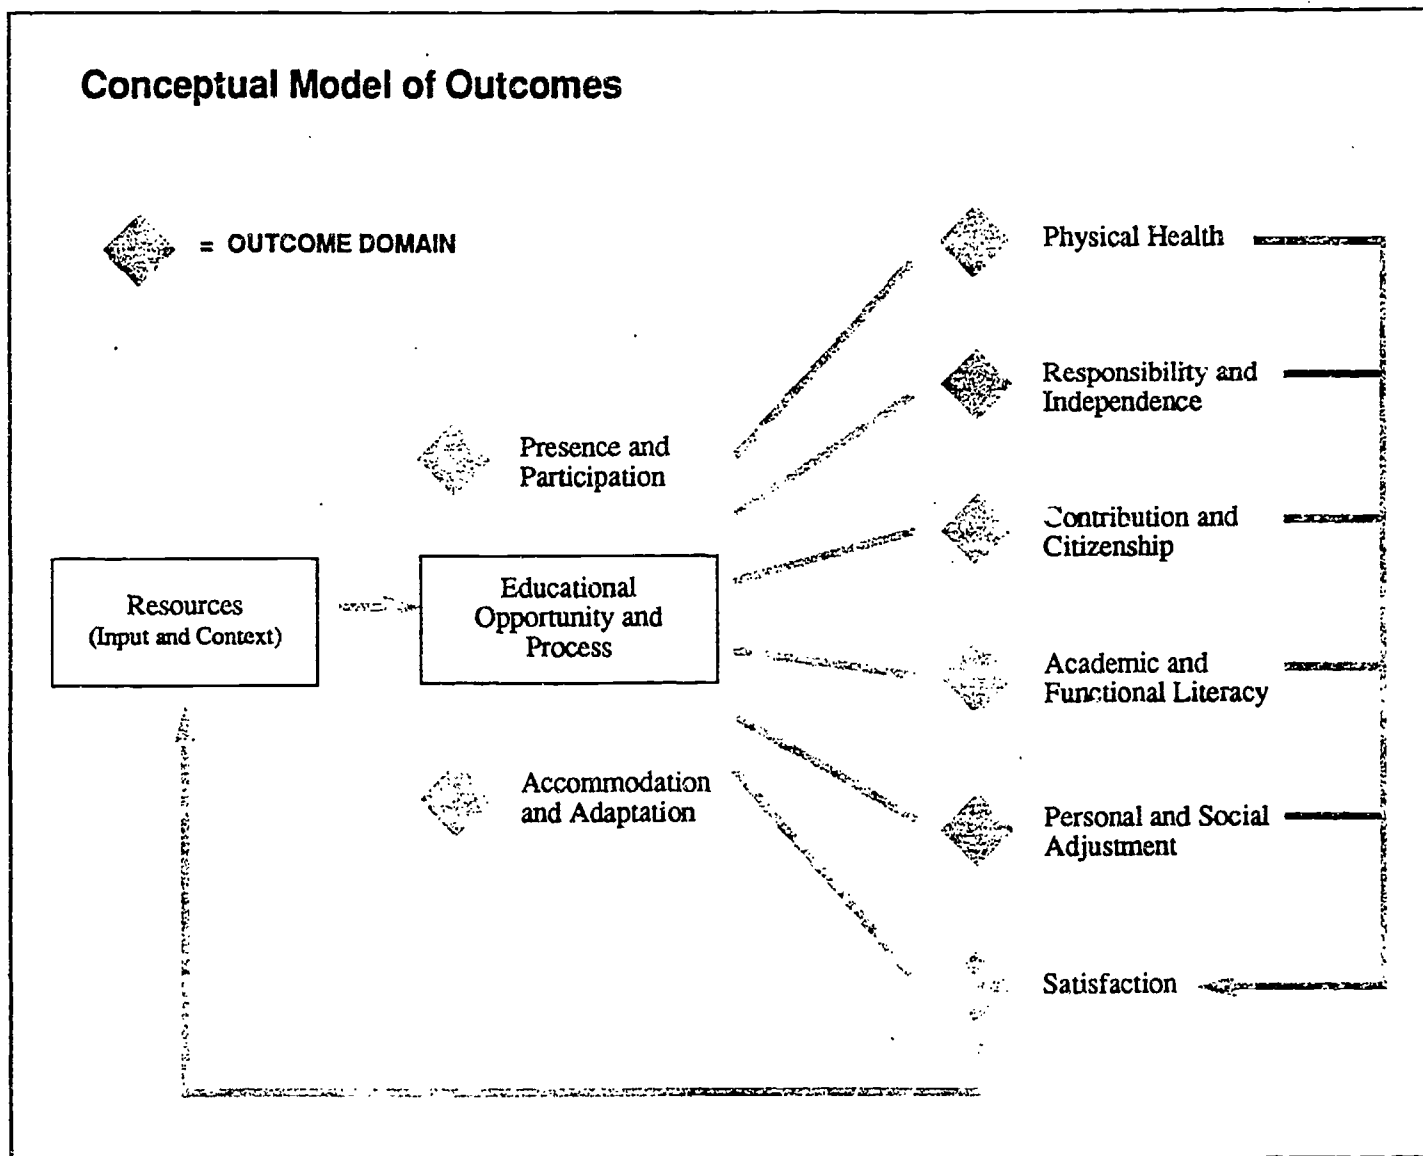 Conceptual Model of Outcomes
= OUTCOME DOMAIN
Physical Health
Responsibility and
Independence
Presence and
Participation
Contribution and
Citizenship
Resources
(Input and Context)
Educational
Opportunity and
Process
Academic and
Functional Literacy
Accommodation
and Adaptation
Personal and Social
Adjustment
Satisfaction